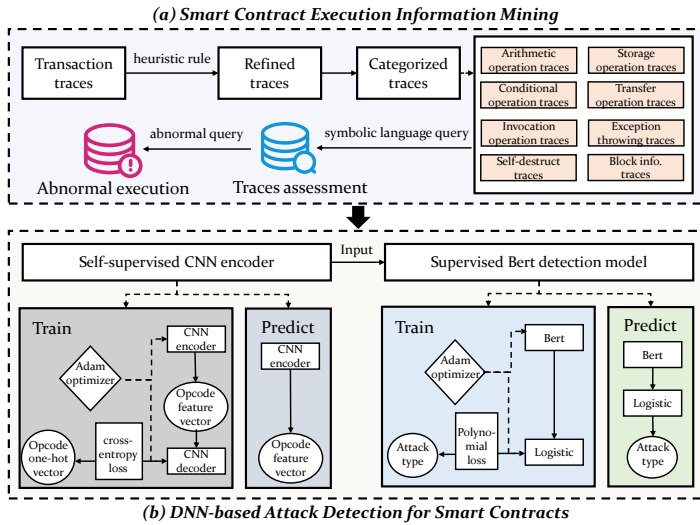 (a) Smart Contract Execution Information Mining
Transaction
traces
heuristic rule
Refined
traces
Categorized
traces
Arithmetic
operation traces
Storage
operation traces
Conditional
operation traces
Transfer
operation traces
Invocation
operation traces
Exception
throwing traces
Self-destruct
traces
Block info.
traces
abnormal query
symbolic language query
Abnormal execution
Traces assessment
Self-supervised CNN encoder
Input
Supervised Bert detection model
Train
Adam
optimizer
CNN
encoder
Opcode
feature
vector
Opcode
one-hot
vector
cross-
entropy
loss
CNN
decoder
Predict
CNN
encoder
Opcode
feature
vector
Train
Adam
optimizer
Bert
Attack
type
Polyno-
mial
loss
Logistic
Predict
Bert
Logistic
Attack
type
(b) DNN-based Attack Detection for Smart Contracts